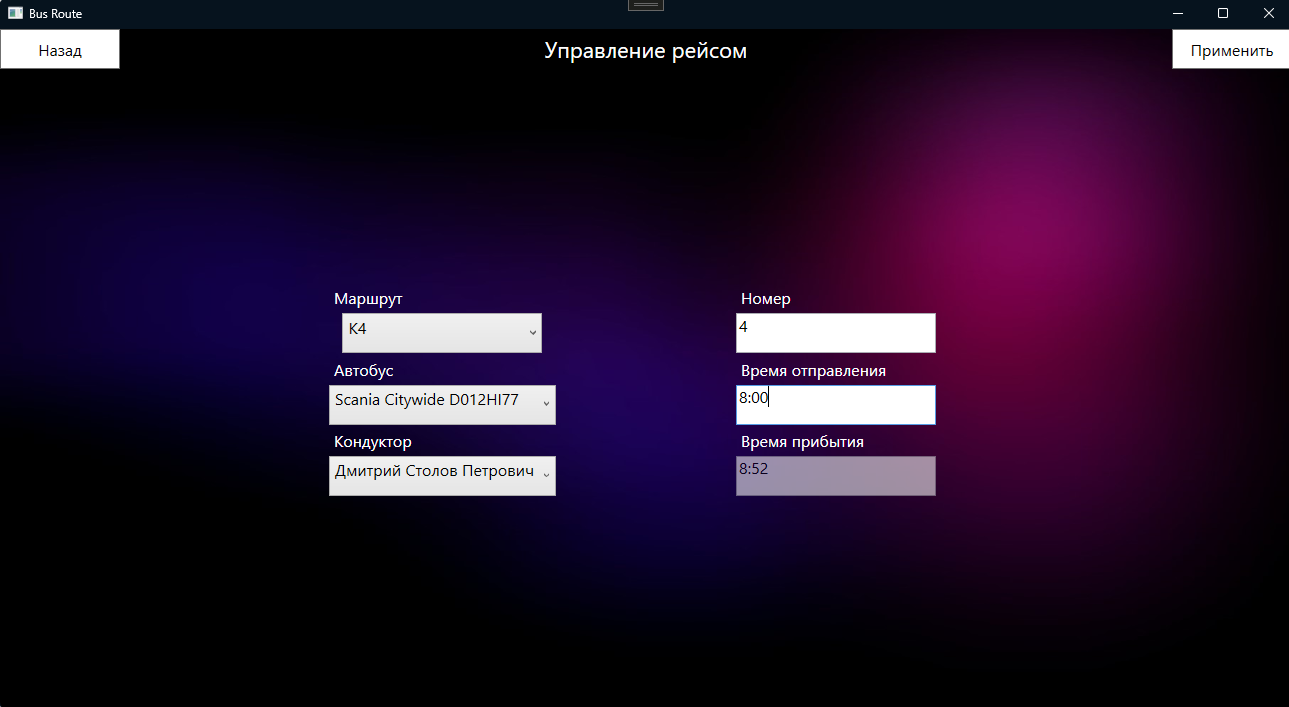 Bus Route
Назад
Управление рейсом
Применить
Маршрут
К4
Автобус
Scania Citywide D012HI77
Кондуктор
Дмитрий Столов Петрович
Номер
4
Время отправления
8:00
Время прибытия
8:52